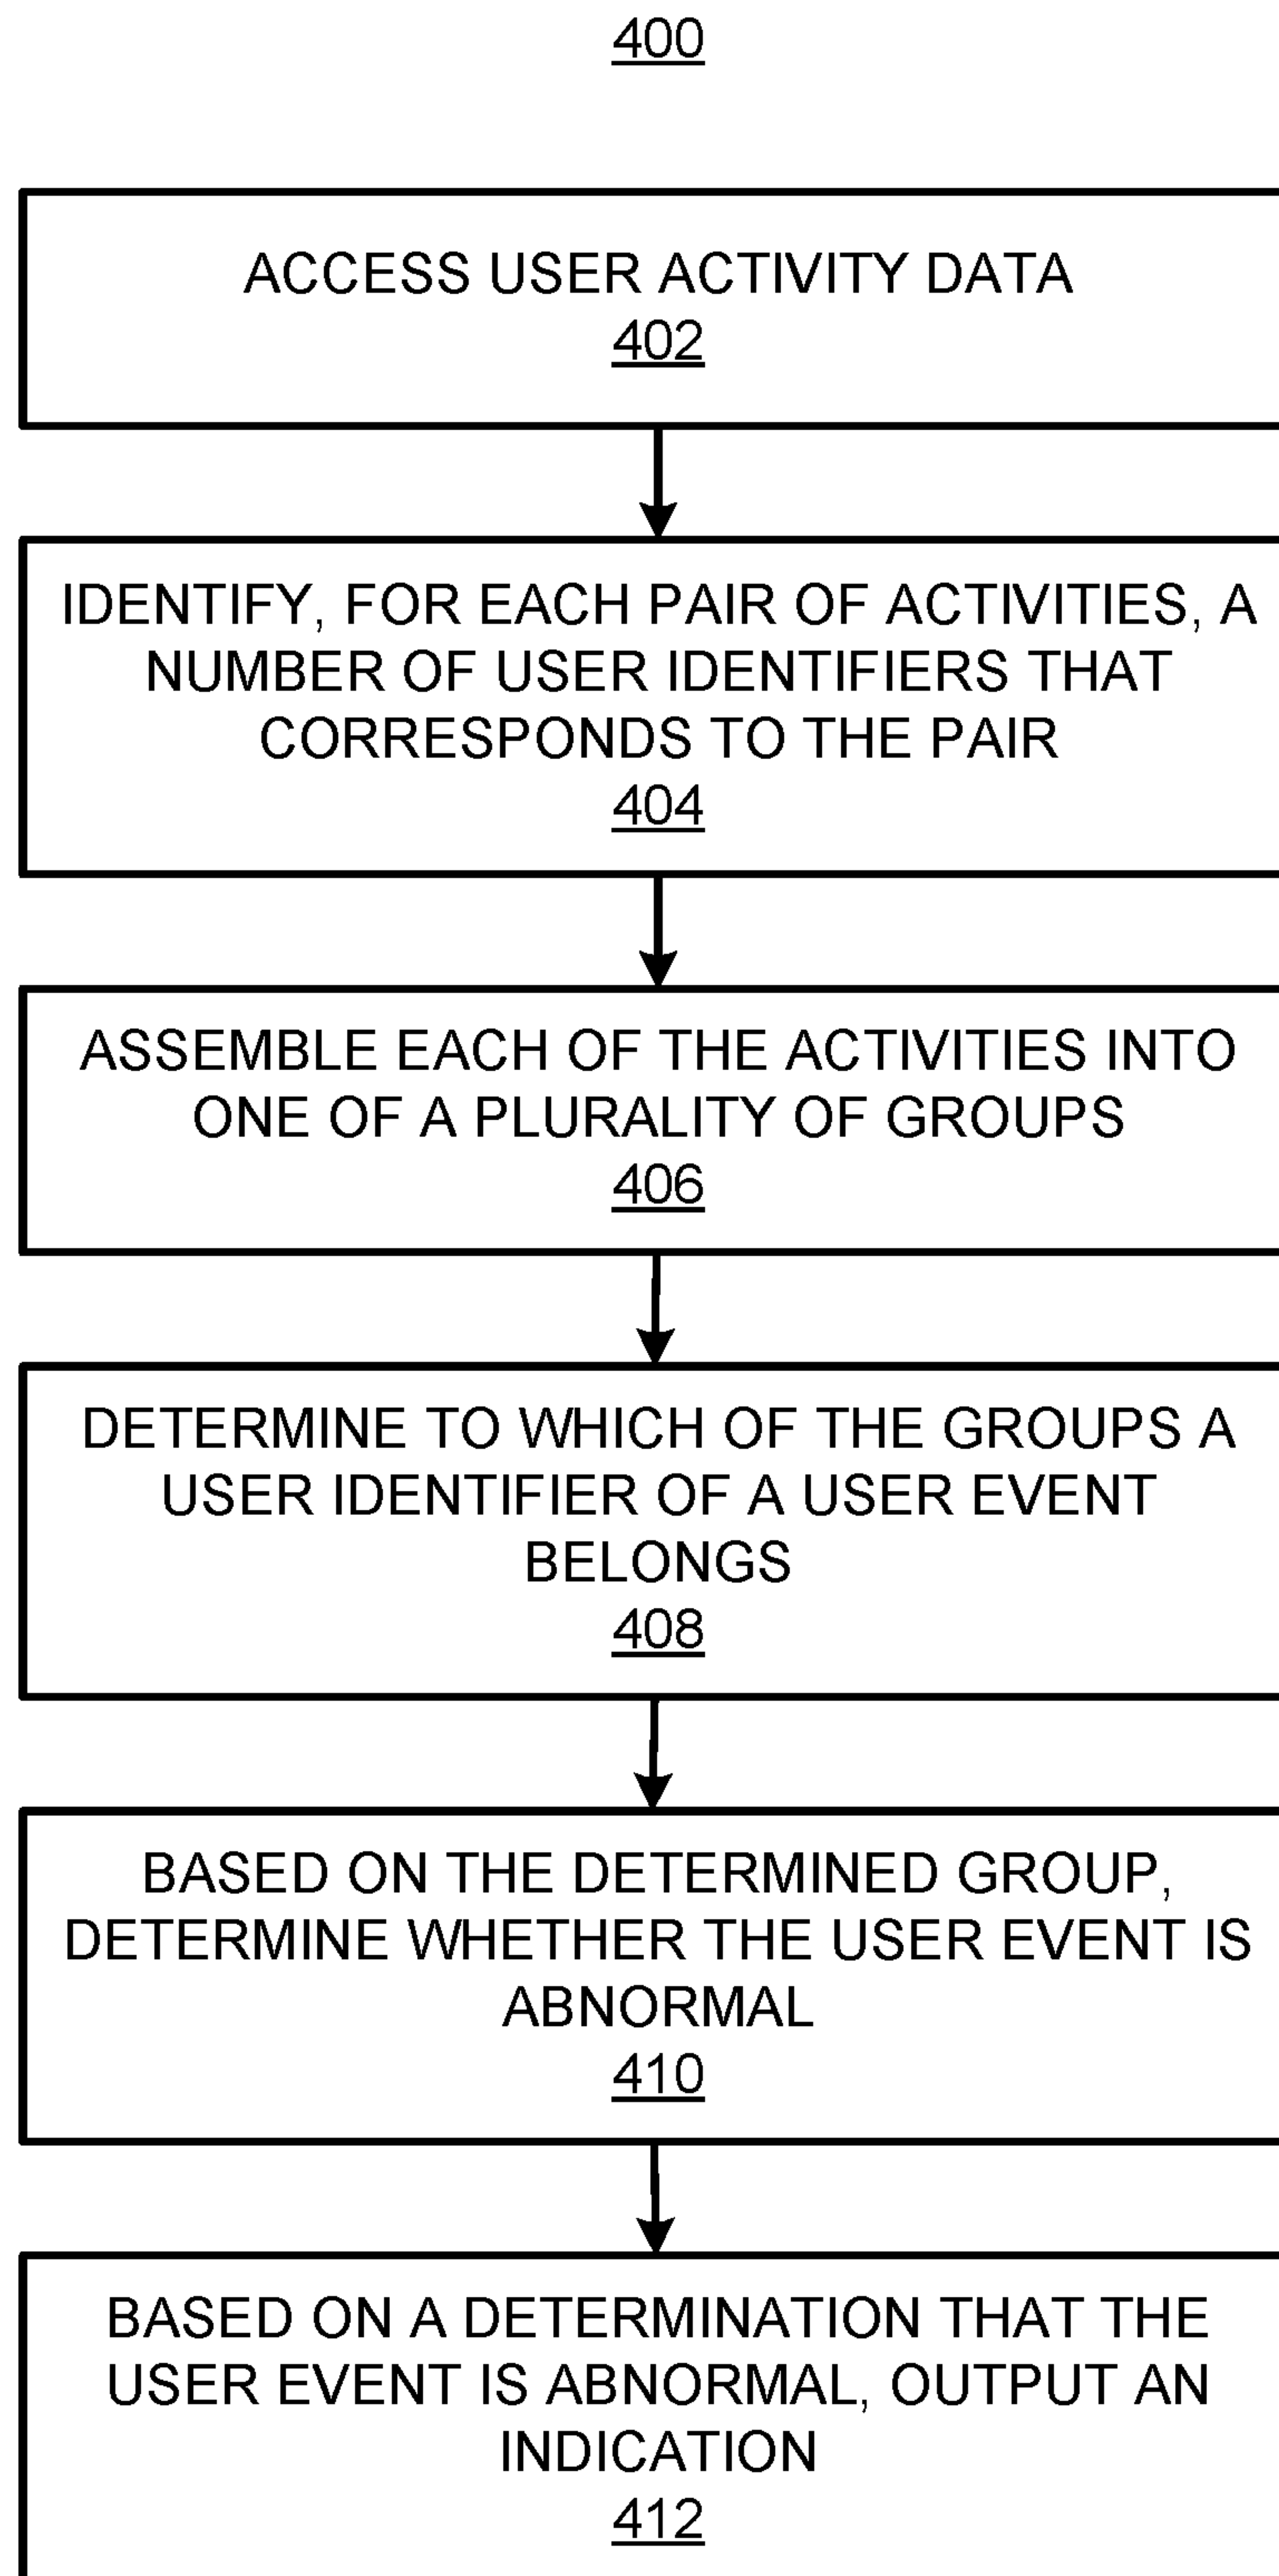 400
ACCESS USER ACTIVITY DATA
402
IDENTIFY, FOR EACH PAIR OF ACTIVITIES, A
NUMBER OF USER IDENTIFIERS THAT
CORRESPONDS TO THE PAIR
404
ASSEMBLE EACH OF THE ACTIVITIES INTO
ONE OF A PLURALITY OF GROUPS
406
DETERMINE TO WHICH OF THE GROUPS A
USER IDENTIFIER OF A USER EVENT
BELONGS
408
BASED ON THE DETERMINED GROUP,
DETERMINE WHETHER THE USER EVENT IS
ABNORMAL
410
BASED ON A DETERMINATION THAT THE
USER EVENT IS ABNORMAL, OUTPUT AN
INDICATION
412